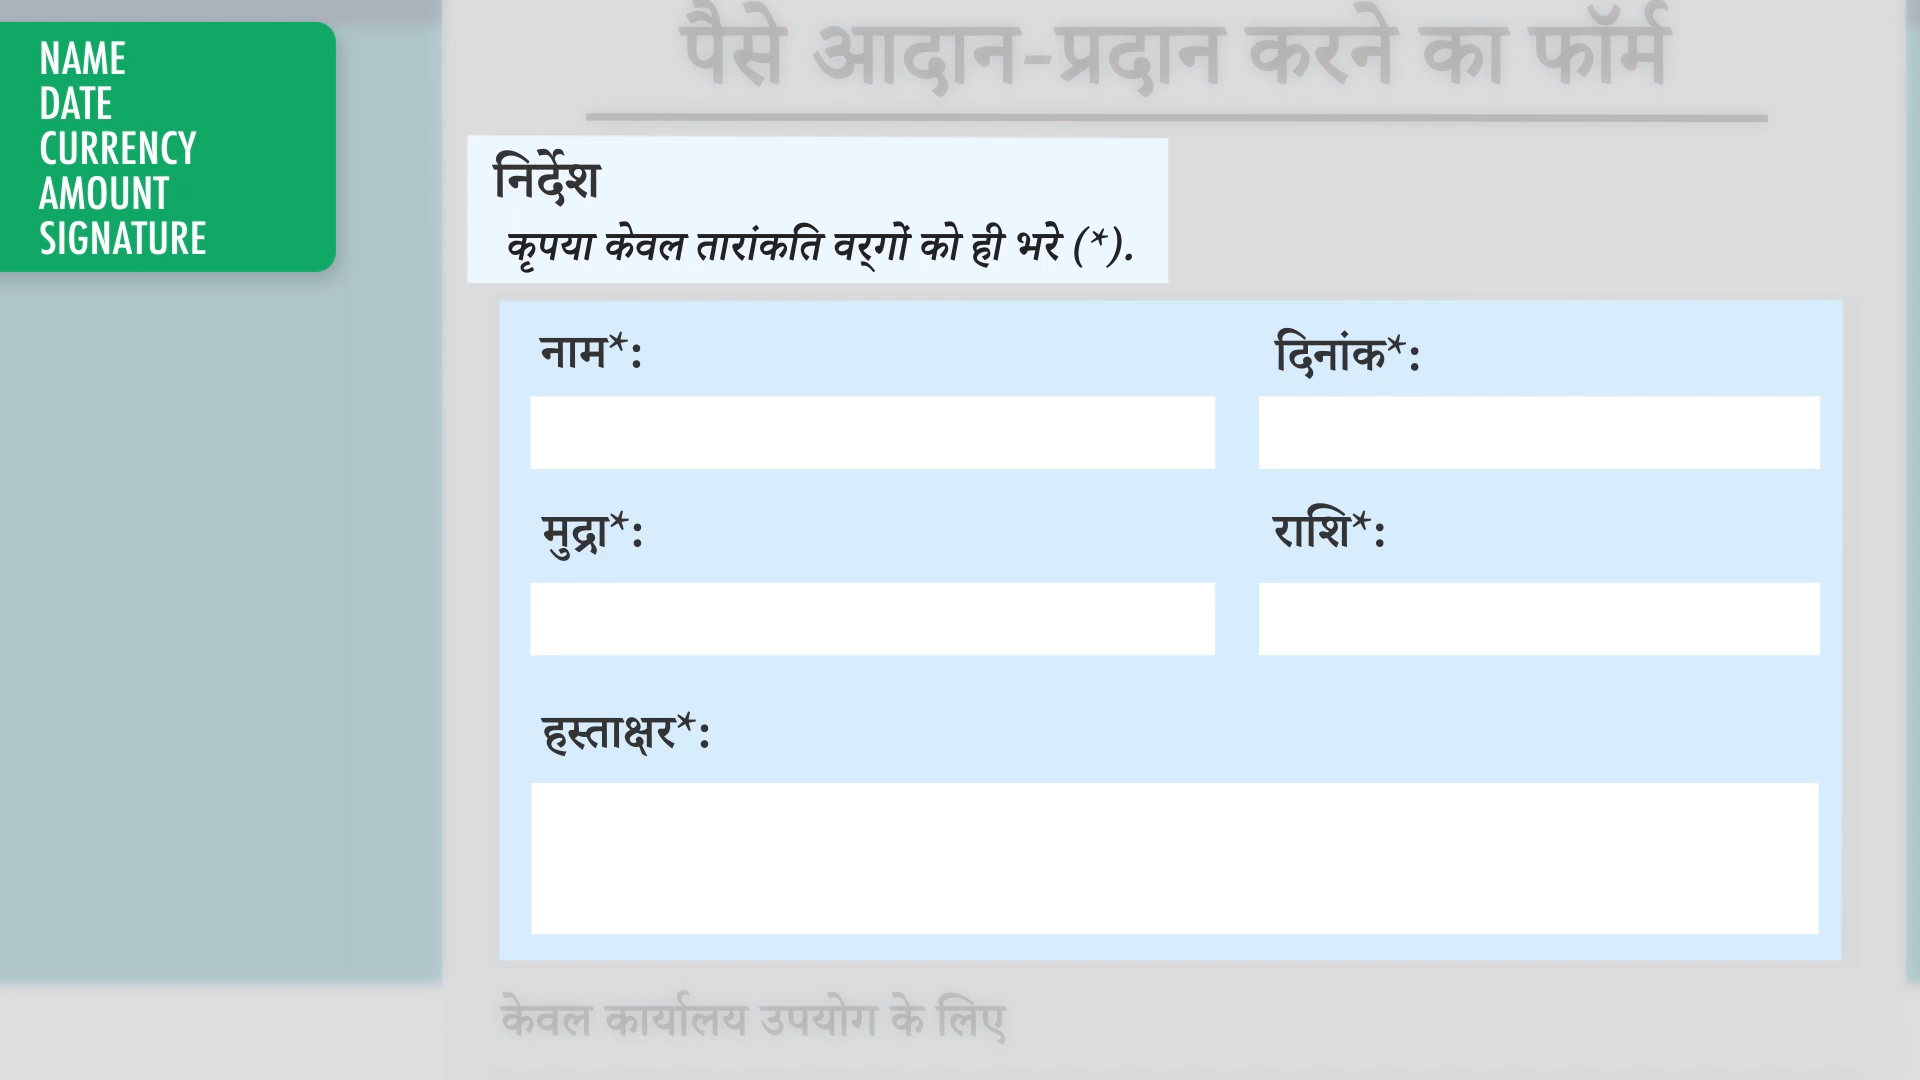 NAME
DATE
CURRENCY
AMOUNT
SIGNATURE
पैसे आदान-प्रदान करने का फॉर्म
निर्देश
कृपया केवल तारांकति वर्‌गों को ही भरे (*).
नाम*:
दिनांक*:
मुद्रा*:
राशि*:
हस्ताक्षर*:
केवल कार्यालय उपयोग के लिए